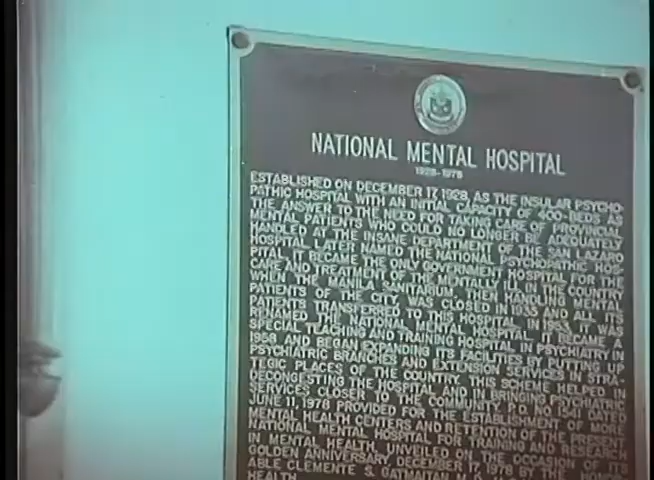 NATIONAL MENTAL HOSPITAL
1928-1978
ESTABLISHED ON DECEMBER 17, 1928, AS THE INSULAR PSYCHO-
PATHIC HOSPITAL WITH AN INITIAL CAPACITY OF 400-BEDS AS
THE ANSWER TO THE NEED FOR TAKING CARE OF PROVINCIAL
MENTAL PATIENTS WHO COULD NO LONGER BE ADEQUATELY
HANDLED AT THE INSANE DEPARTMENT OF THE SAN LAZARO
HOSPITAL. LATER NAMED THE NATIONAL PSYCHOPATHIC HOS-
PITAL, IT BECAME THE ONLY GOVERNMENT HOSPITAL FOR THE
CARE AND TREATMENT OF THE MENTALLY ILL IN THE COUNTRY
WHEN THE MANILA SANITARIUM, THEN HANDLING MENTAL
PATIENTS OF THE CITY, WAS CLOSED IN 1935 AND ALL ITS
PATIENTS TRANSFERRED TO THIS HOSPITAL. IN 1953, IT WAS
RENAMED THE NATIONAL MENTAL HOSPITAL. IT BECAME A
SPECIAL TEACHING AND TRAINING HOSPITAL IN PSYCHIATRY IN
1958 AND BEGAN EXPANDING ITS FACILITIES BY PUTTING UP
PSYCHIATRIC BRANCHES AND EXTENSION SERVICES IN STRA-
TEGIC PLACES OF THE COUNTRY. THIS SCHEME HELPED IN
DECONGESTING THE HOSPITAL AND IN BRINGING PSYCHIATRIC
SERVICES CLOSER TO THE COMMUNITY. P.D. NO. 1541 DATED
JUNE 11, 1978 PROVIDED FOR THE ESTABLISHMENT OF MORE
MENTAL HEALTH CENTERS AND RETENTION OF THE PRESENT
NATIONAL MENTAL HOSPITAL FOR TRAINING AND RESEARCH
IN MENTAL HEALTH. UNVEILED ON THE OCCASION OF ITS
GOLDEN ANNIVERSARY, DECEMBER 17, 1978 BY THE HONOR-
ABLE CLEMENTE S. GATMAITAN M.D.
HEALTH